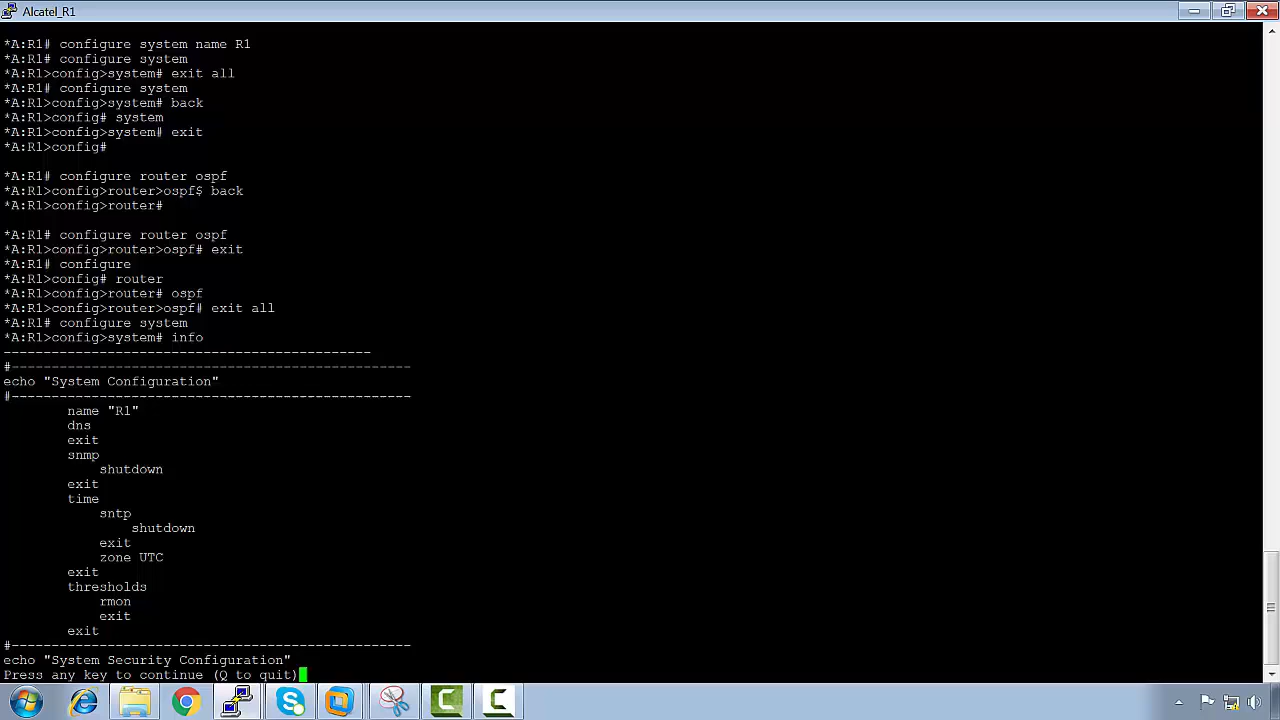 Alcatel_R1
*A:R1# configure system name R1
*A:R1# configure system
*A:R1>config>system# exit all
*A:R1# configure system
*A:R1>config>system# back
*A:R1>config# system
*A:R1>config>system# exit
*A:R1>config#
*A:R1# configure router ospf
*A:R1>config>router>ospf$ back
*A:R1>config>router#
*A:R1# configure router ospf
*A:R1>config>router>ospf# exit
*A:R1# configure
*A:R1>config# router
*A:R1>config>router# ospf
*A:R1>config>router>ospf# exit all
*A:R1# configure system
*A:R1>config>system# info
----------------------------------------------
#--------------------------------------------------
echo "System Configuration"
#--------------------------------------------------
name "R1"
dns
exit
snmp
shutdown
exit
time
sntp
shutdown
exit
zone UTC
exit
thresholds
rmon
exit
exit
#--------------------------------------------------
echo "System Security Configuration"
Press any key to continue (Q to quit)